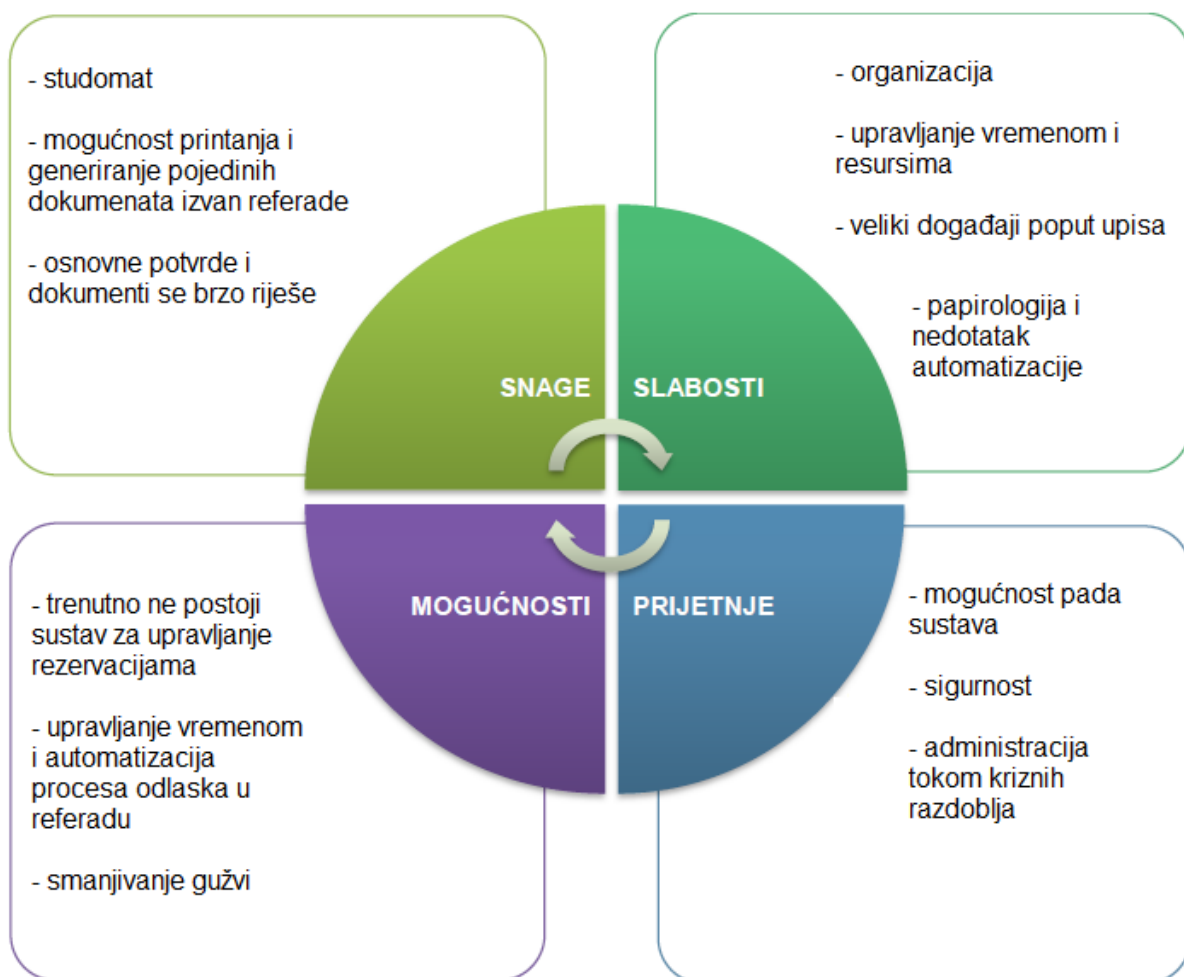 - studomat
- mogućnost printanja i
generiranje pojedinih
dokumenata izvan referade
- osnovne potvrde i
dokumenti se brzo riješe
- organizacija
- upravljanje vremenom i
resursima
- veliki događaji poput upisa
- papirologija i
nedotatak
automatizacije
SNAGE
SLABOSTI
MOGUĆNOSTI
PRIJETNJE
- trenutno ne postoji
sustav za upravljanje
rezervacijama
- upravljanje vremenom
i automatizacija
procesa odlaska u
referadu
- smanjivanje gužvi
- mogućnost pada
sustava
- sigurnost
- administracija
tokom kriznih
razdoblja